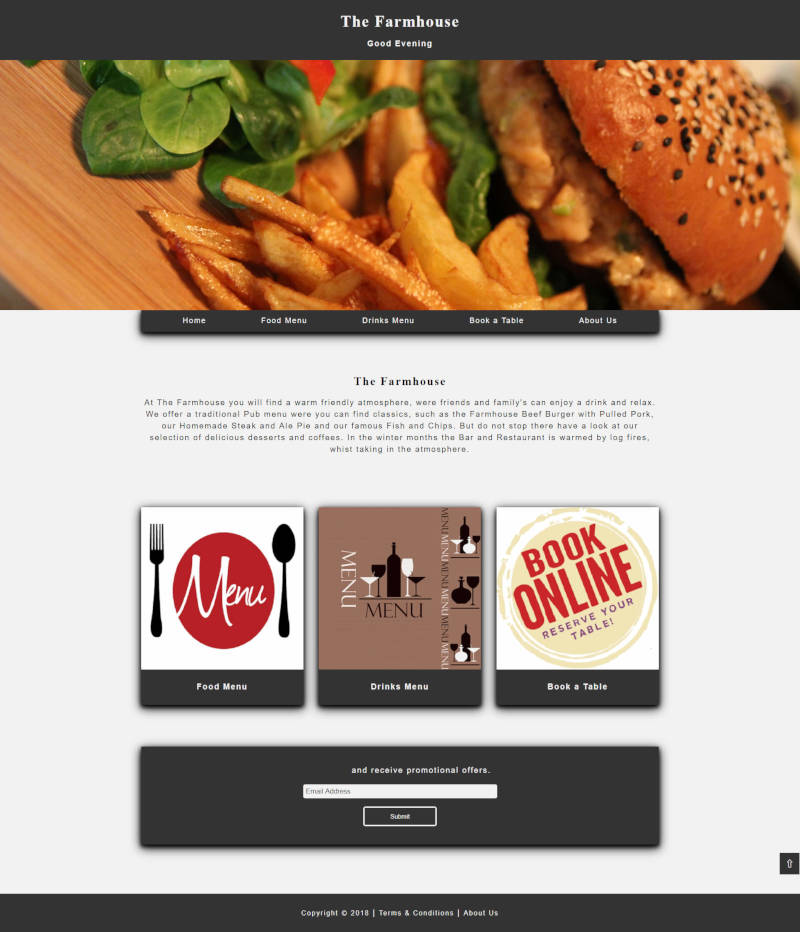 The Farmhouse
Good Evening
Home Food Menu Drinks Menu Book a Table About Us
The Farmhouse
At The Farmhouse you will find a warm friendly atmosphere, were friends and family's can enjoy a drink and relax.
We offer a traditional Pub menu were you can find classics, such as the Farmhouse Beef Burger with Pulled Pork,
our Homemade Steak and Ale Pie and our famous Fish and Chips. But do not stop there have a look at our
selection of delicious desserts and coffees. In the winter months the Bar and Restaurant is warmed by log fires,
whist taking in the atmosphere.
Menu
MENU
MENU
MENU MENU MENU MENU MENU MENU
BOOK
ONLINE
RESERVE YOUR
TABLE!
Food Menu Drinks Menu Book a Table
and receive promotional offers.
Email Address
Submit
⇧
Copyright © 2018 | Terms & Conditions | About Us